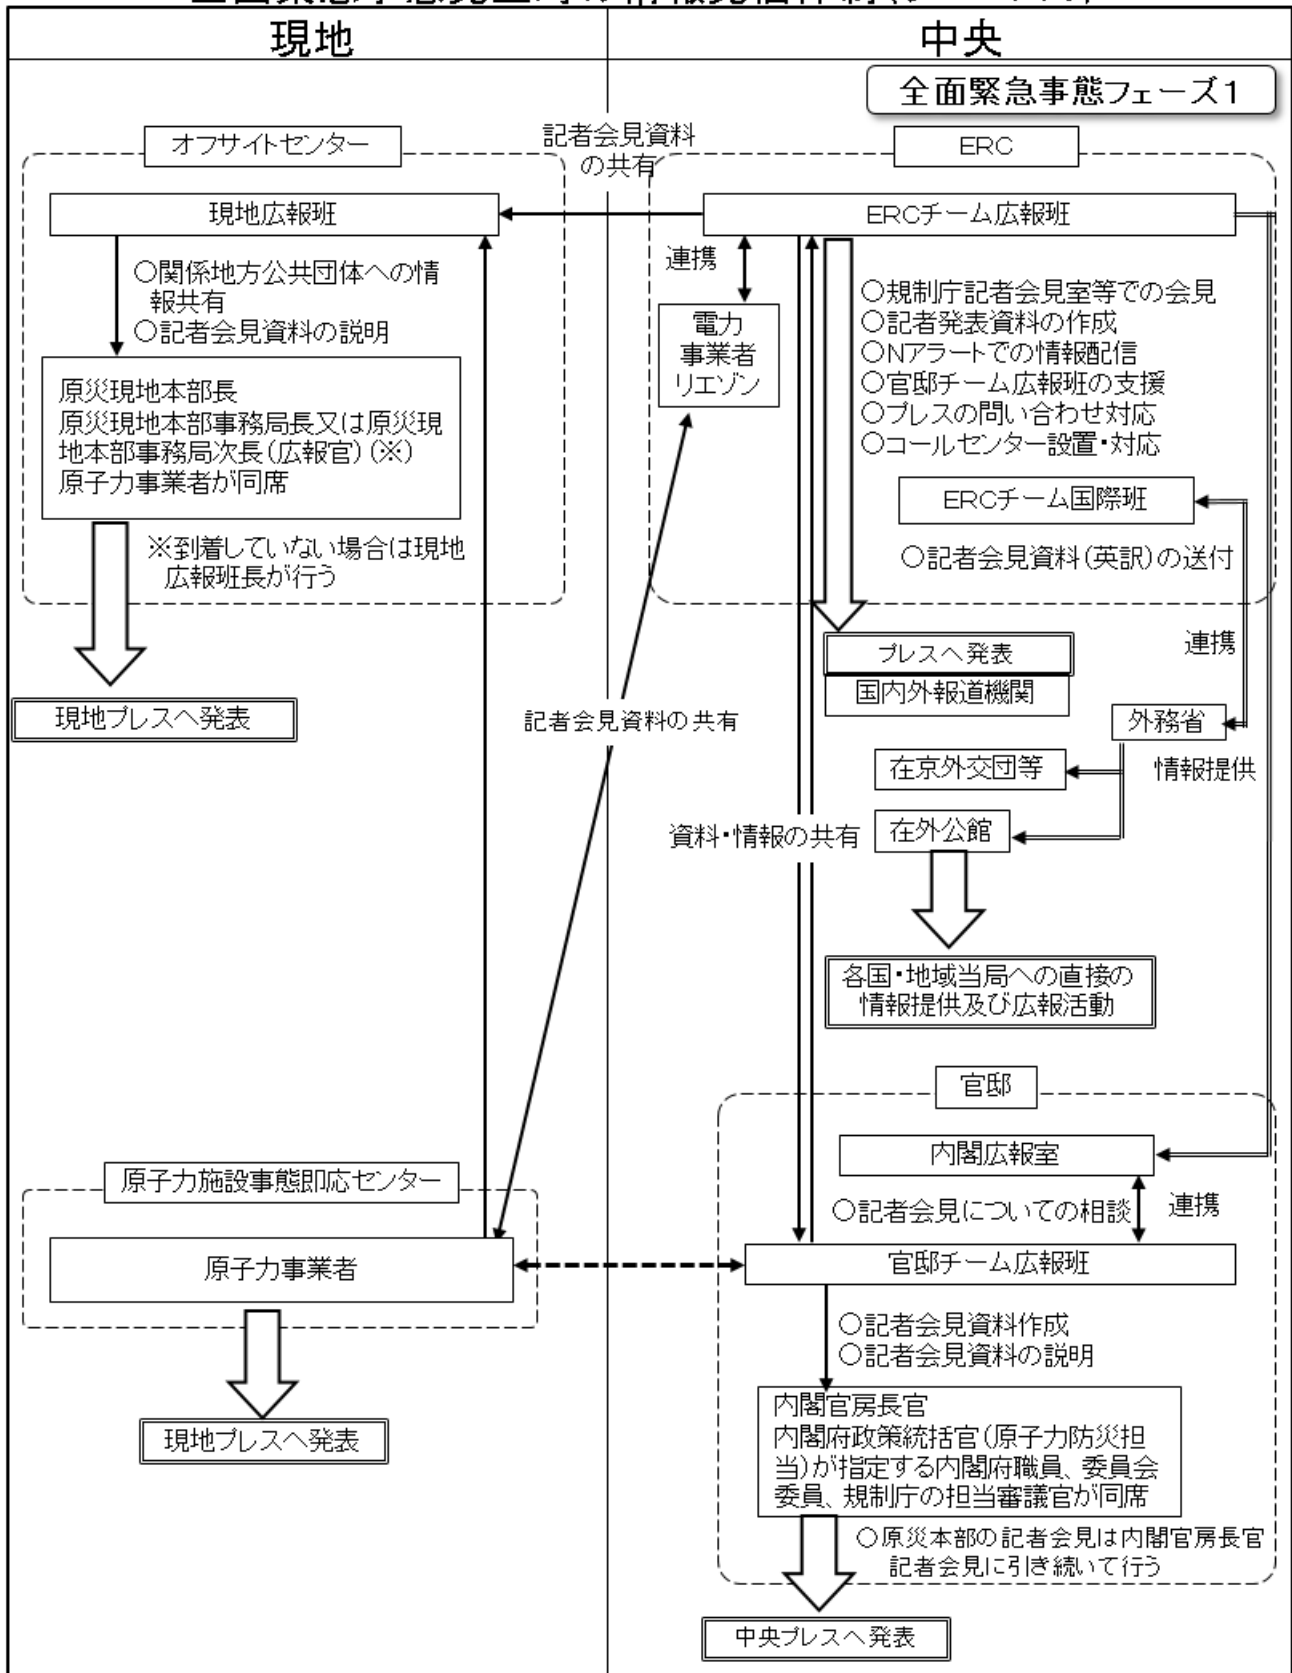 現地
中央
全面緊急事態フェーズ1
オフサイトセンター
記者会見資料
の共有
ERC
現地広報班
ERCチーム広報班
連携
○関係地方公共団体への情
報共有
○記者会見資料の説明
電力
事業者
リエゾン
○規制庁記者会見室等での会見
○記者発表資料の作成
○Nアラートでの情報配信
○官邸チーム広報班の支援
○プレスの問い合わせ対応
○コールセンター設置・対応
原災現地本部長
原災現地本部事務局長又は原災現
地本部事務局次長(広報官)(※)
原子力事業者が同席
ERCチーム国際班
※到着していない場合は現地
広報班長が行う
○記者会見資料(英訳)の送付
プレスへ発表
国内外報道機関
連携
現地プレスへ発表
記者会見資料の共有
外務省
在京外交団等
情報提供
資料・情報の共有
在外公館
各国・地域当局への直接の
情報提供及び広報活動
官邸
内閣広報室
原子力施設事態即応センター
○記者会見についての相談
連携
原子力事業者
官邸チーム広報班
○記者会見資料作成
○記者会見資料の説明
現地プレスへ発表
内閣官房長官
内閣府政策統括官(原子力防災担
当)が指定する内閣府職員、委員会
委員、規制庁の担当審議官が同席
○原災本部の記者会見は内閣官房長官
記者会見に引き続いて行う
中央プレスへ発表